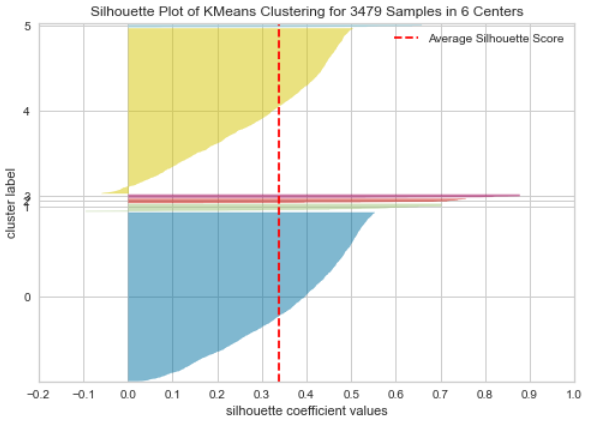 Silhouette Plot of KMeans Clustering for 3479 Samples in 6 Centers
Average Silhouette Score
cluster label
5
4
2
1
0
-0.2 -0.1 0.0 0.1 0.2 0.3 0.4 0.5 0.6 0.7 0.8 0.9 1.0
silhouette coefficient values